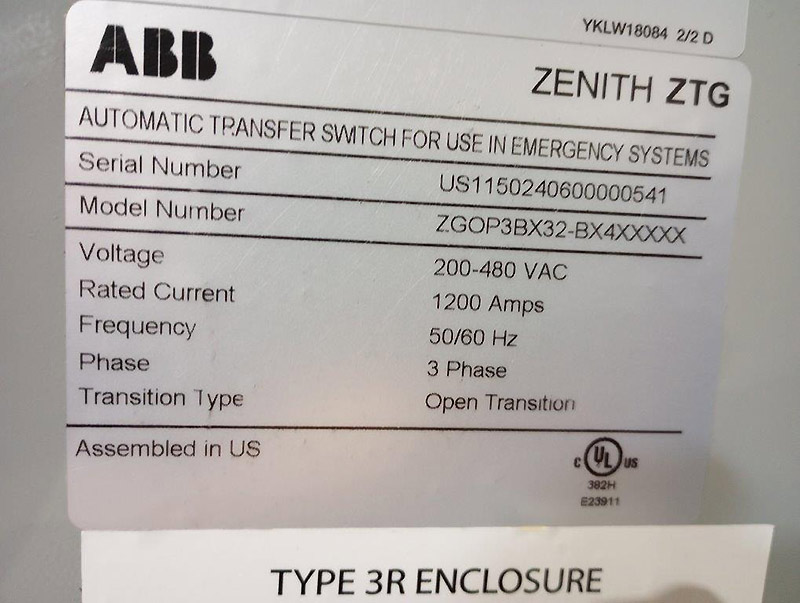 YKLW18084 2/2 D
ABB
ZENITH ZTG
AUTOMATIC TRANSFER SWITCH FOR USE IN EMERGENCY SYSTEMS
Serial Number US1150240600000541
Model Number ZGOP3BX32-BX4XXXXX
Voltage 200-480 VAC
Rated Current 1200 Amps
Frequency 50/60 Hz
Phase 3 Phase
Transition Type Open Transition
Assembled in US
C UL US
382H
E23911
TYPE 3R ENCLOSURE